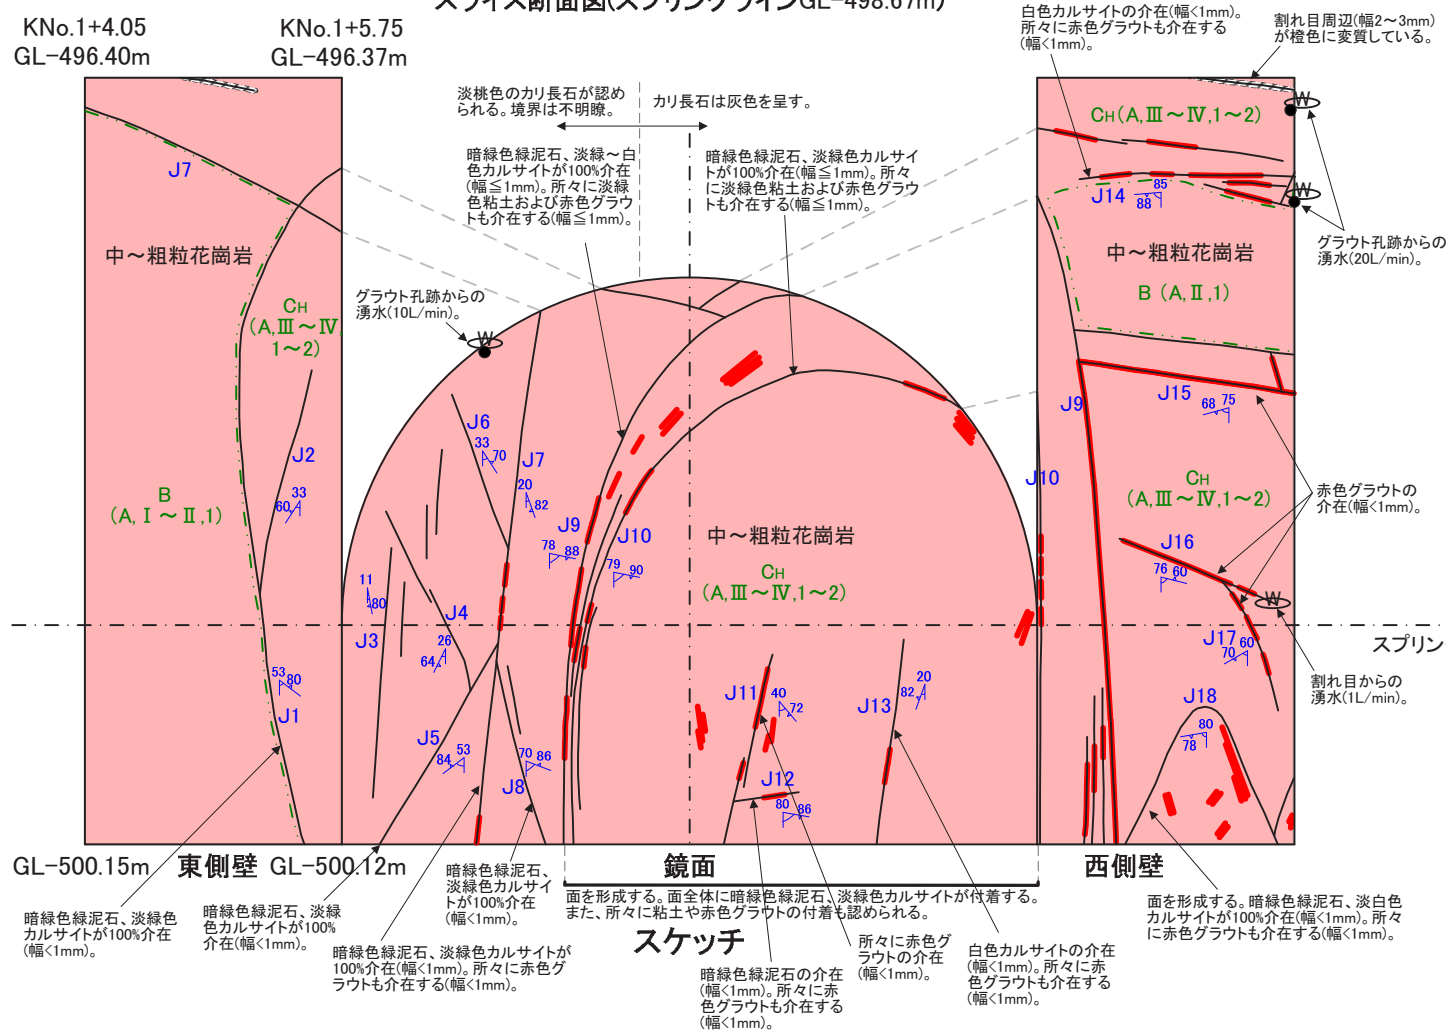 スライス断面図(スプリングラインGL-498.67m)
KNo.1+4.05
GL-496.40m
KNo.1+5.75
GL-496.37m
白色カルサイトの介在(幅<1mm)。
所々に赤色グラウトも介在する
(幅<1mm)。
割れ目周辺(幅2～3mm)
が橙色に変質している。
淡桃色のカリ長石が認め
られる。境界は不明瞭。
カリ長石は灰色を呈す。
暗緑色緑泥石、淡緑～白
色カルサイトが100%介在
(幅≦1mm)。所々に淡緑
色粘土および赤色グラウ
トも介在する(幅≦1mm)。
暗緑色緑泥石、淡緑色カルサイ
トが100%介在(幅≦1mm)。所々
に淡緑色粘土および赤色グラウ
トも介在する(幅≦1mm)。
W
CH(A,Ⅲ～Ⅳ,1～2)
J7
J14
85
88
W
グラウト孔跡からの
湧水(20L/min)。
中～粗粒花崗岩
中～粗粒花崗岩
B (A,Ⅱ,1)
グラウト孔跡からの
湧水(10L/min)。
W
CH
(A,Ⅲ～Ⅳ,
1～2)
J15
68 75
J9
J6
33
70
J7
20
82
J2
33
60
J10
CH
(A,Ⅲ～Ⅳ,1～2)
赤色グラウトの
介在(幅<1mm)。
B
(A,Ⅰ～Ⅱ,1)
J9
78 88
J10
79 90
中～粗粒花崗岩
CH
(A,Ⅲ～Ⅳ,1～2)
J16
76 60
W
11
80
J3
J4
26
64
J17
60
70
スプリン
53
80
J1
J11
40
72
J13
20
82
割れ目からの
湧水(1L/min)。
J18
80
78
J5
53
84
70 86
J8
J12
80 86
GL-500.15m
東側壁
GL-500.12m
鏡面
西側壁
暗緑色緑泥石、
淡緑色カルサイ
トが100%介在
(幅<1mm)。
面を形成する。面全体に暗緑色緑泥石、淡緑色カルサイトが付着する。
また、所々に粘土や赤色グラウトの付着も認められる。
面を形成する。暗緑色緑泥石、淡白色
カルサイトが100%介在(幅<1mm)。所々
に赤色グラウトも介在する(幅<1mm)。
暗緑色緑泥石、淡緑色
カルサイトが100%介在
(幅<1mm)。
暗緑色緑泥石、淡緑
色カルサイトが100%
介在(幅<1mm)。
暗緑色緑泥石、淡緑色カルサイトが
100%介在(幅<1mm)。所々に赤色グ
ラウトも介在する(幅<1mm)。
スケッチ
暗緑色緑泥石の介在
(幅<1mm)。所々に赤
色グラウトも介在する
(幅<1mm)。
所々に赤色グ
ラウトの介在
(幅<1mm)。
白色カルサイトの介在
(幅<1mm)。所々に赤
色グラウトも介在する
(幅<1mm)。